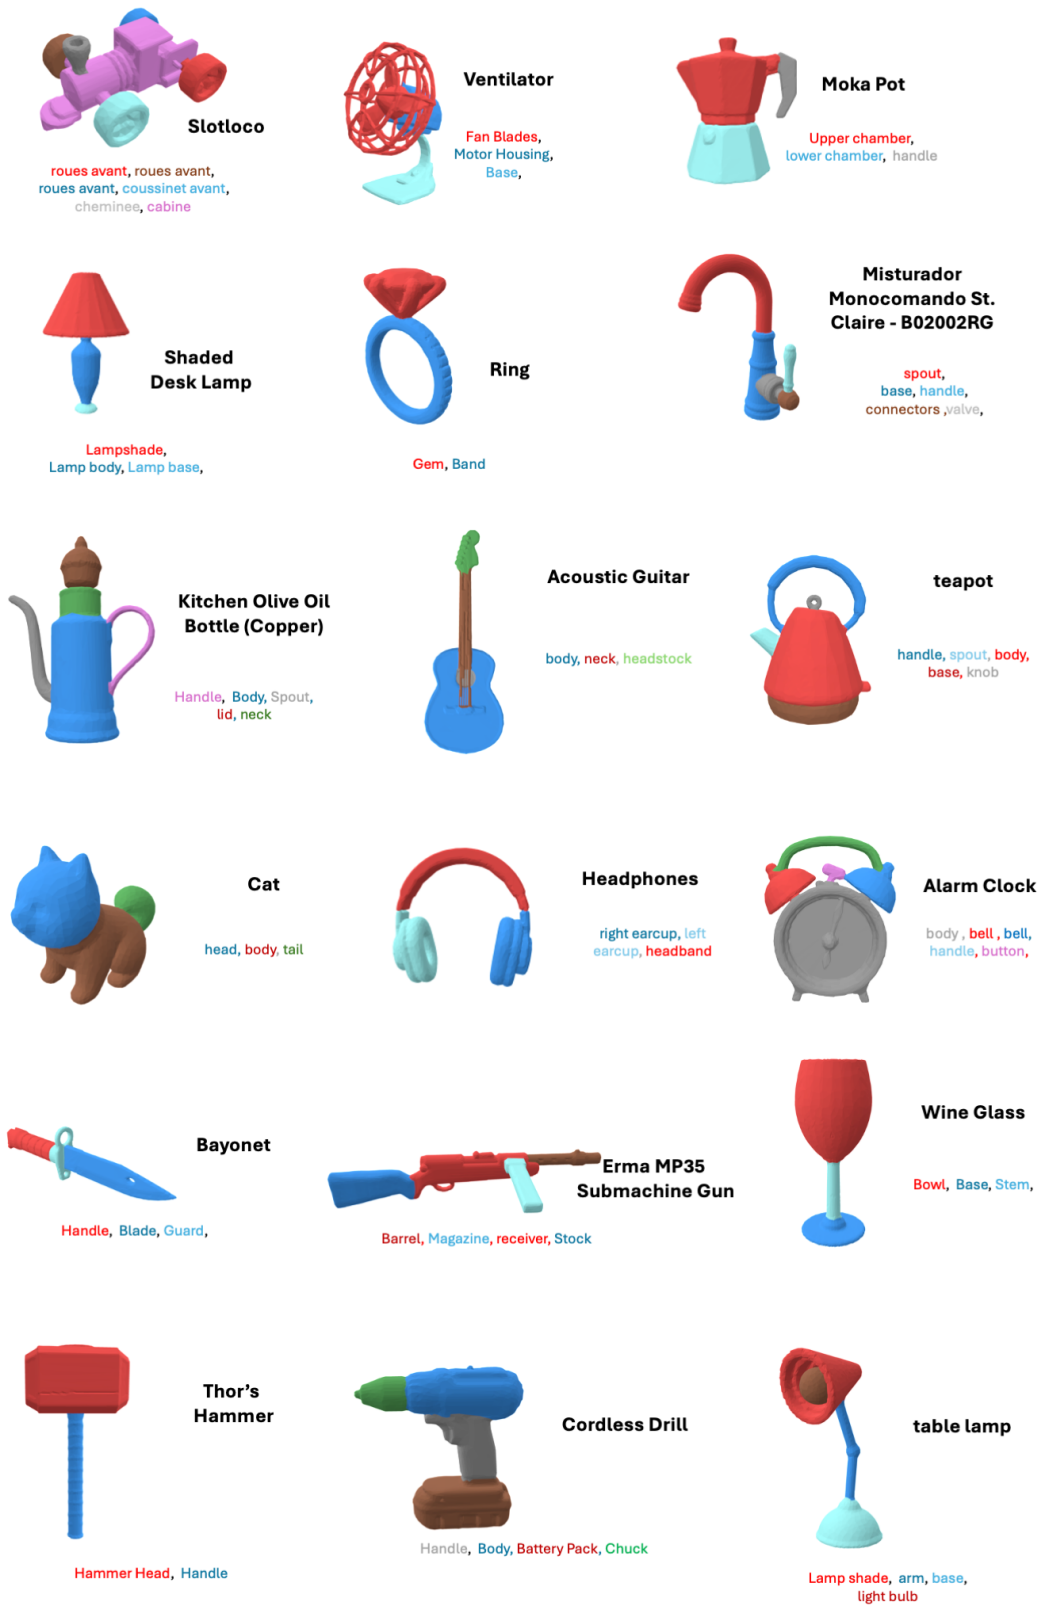 Slotloco
roues avant, roues avant,
roues avant, coussinet avant,
cheminee, cabine
Ventilator
Fan Blades,
Motor Housing,
Base,
Moka Pot
Upper chamber,
lower chamber, handle
Shaded
Desk Lamp
Lampshade,
Lamp body, Lamp base,
Ring
Gem, Band
Misturador
Monocomando St.
Claire - B02002RG
spout,
base, handle,
connectors ,valve,
Kitchen Olive Oil
Bottle (Copper)
Handle, Body, Spout,
lid, neck
Acoustic Guitar
body, neck, headstock
teapot
handle, spout, body,
base, knob
Cat
head, body, tail
Headphones
right earcup, left
earcup, headband
Alarm Clock
body , bell , bell,
handle, button,
Bayonet
Handle, Blade, Guard,
Erma MP35
Submachine Gun
Barrel, Magazine, receiver, Stock
Wine Glass
Bowl, Base, Stem,
Thor’s
Hammer
Hammer Head, Handle
Cordless Drill
Handle, Body, Battery Pack, Chuck
table lamp
Lamp shade, arm, base,
light bulb